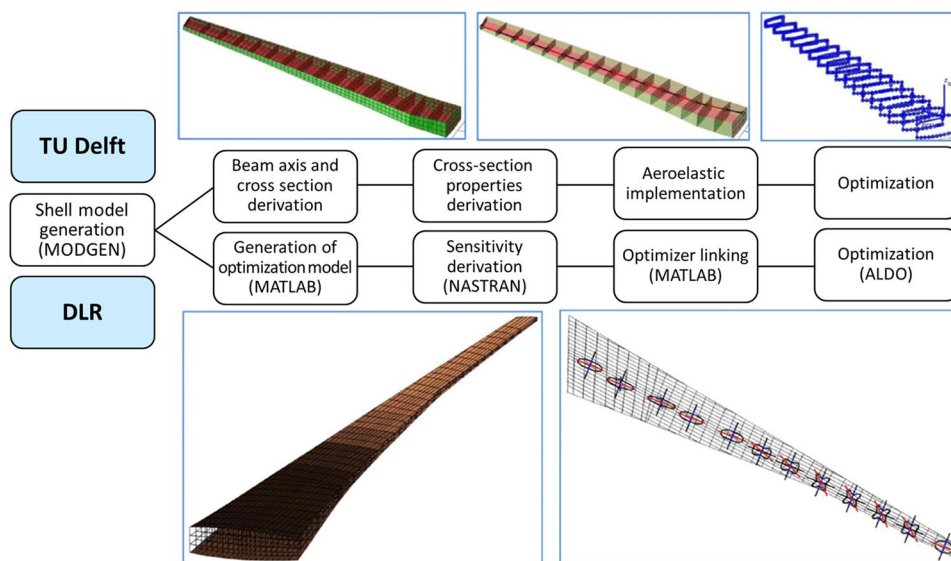 TU Delft
Beam axis and
cross section
derivation
Cross-section
properties
derivation
Aeroelastic
implementation
Optimization
Shell model
generation
(MODGEN)
Generation of
optimization model
(MATLAB)
Sensitivity
derivation
(NASTRAN)
Optimizer linking
(MATLAB)
Optimization
(ALDO)
DLR